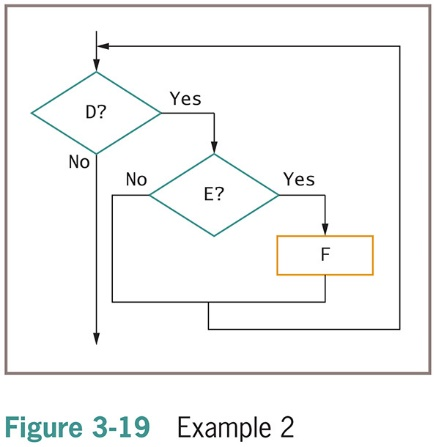 D?
Yes
No
No
E?
Yes
F
Figure 3-19 Example 2